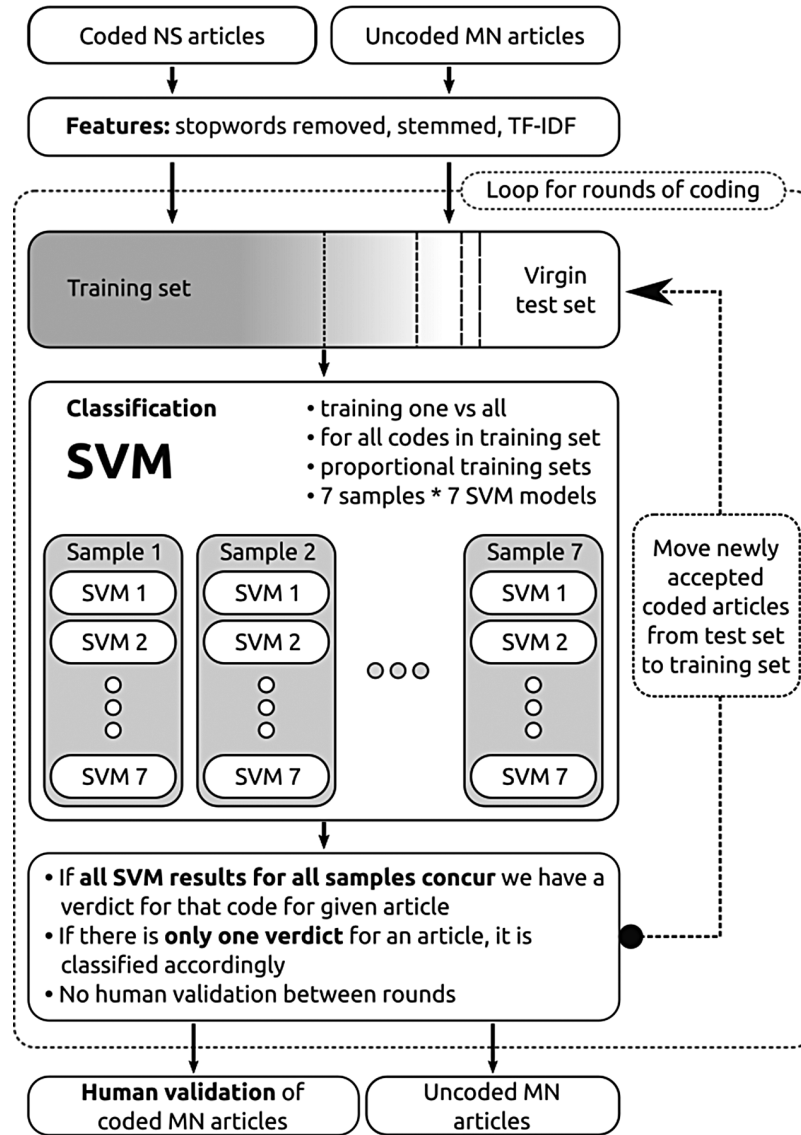 Coded NS articles
Uncoded MN articles
Features: stopwords removed, stemmed, TF-IDF
Loop for rounds of coding
Training set
Virgin
test set
Classification
SVM
• training one vs all
• for all codes in training set
• proportional training sets
• 7 samples * 7 SVM models
Sample 1
SVM 1
SVM 2
SVM 7
Sample 2
SVM 1
SVM 2
SVM 7
Sample 7
SVM 1
SVM 2
SVM 7
Move newly
accepted
coded articles
from test set
to training set
• If all SVM results for all samples concur we have a
verdict for that code for given article
• If there is only one verdict for an article, it is
classified accordingly
• No human validation between rounds
Human validation of
coded MN articles
Uncoded MN
articles